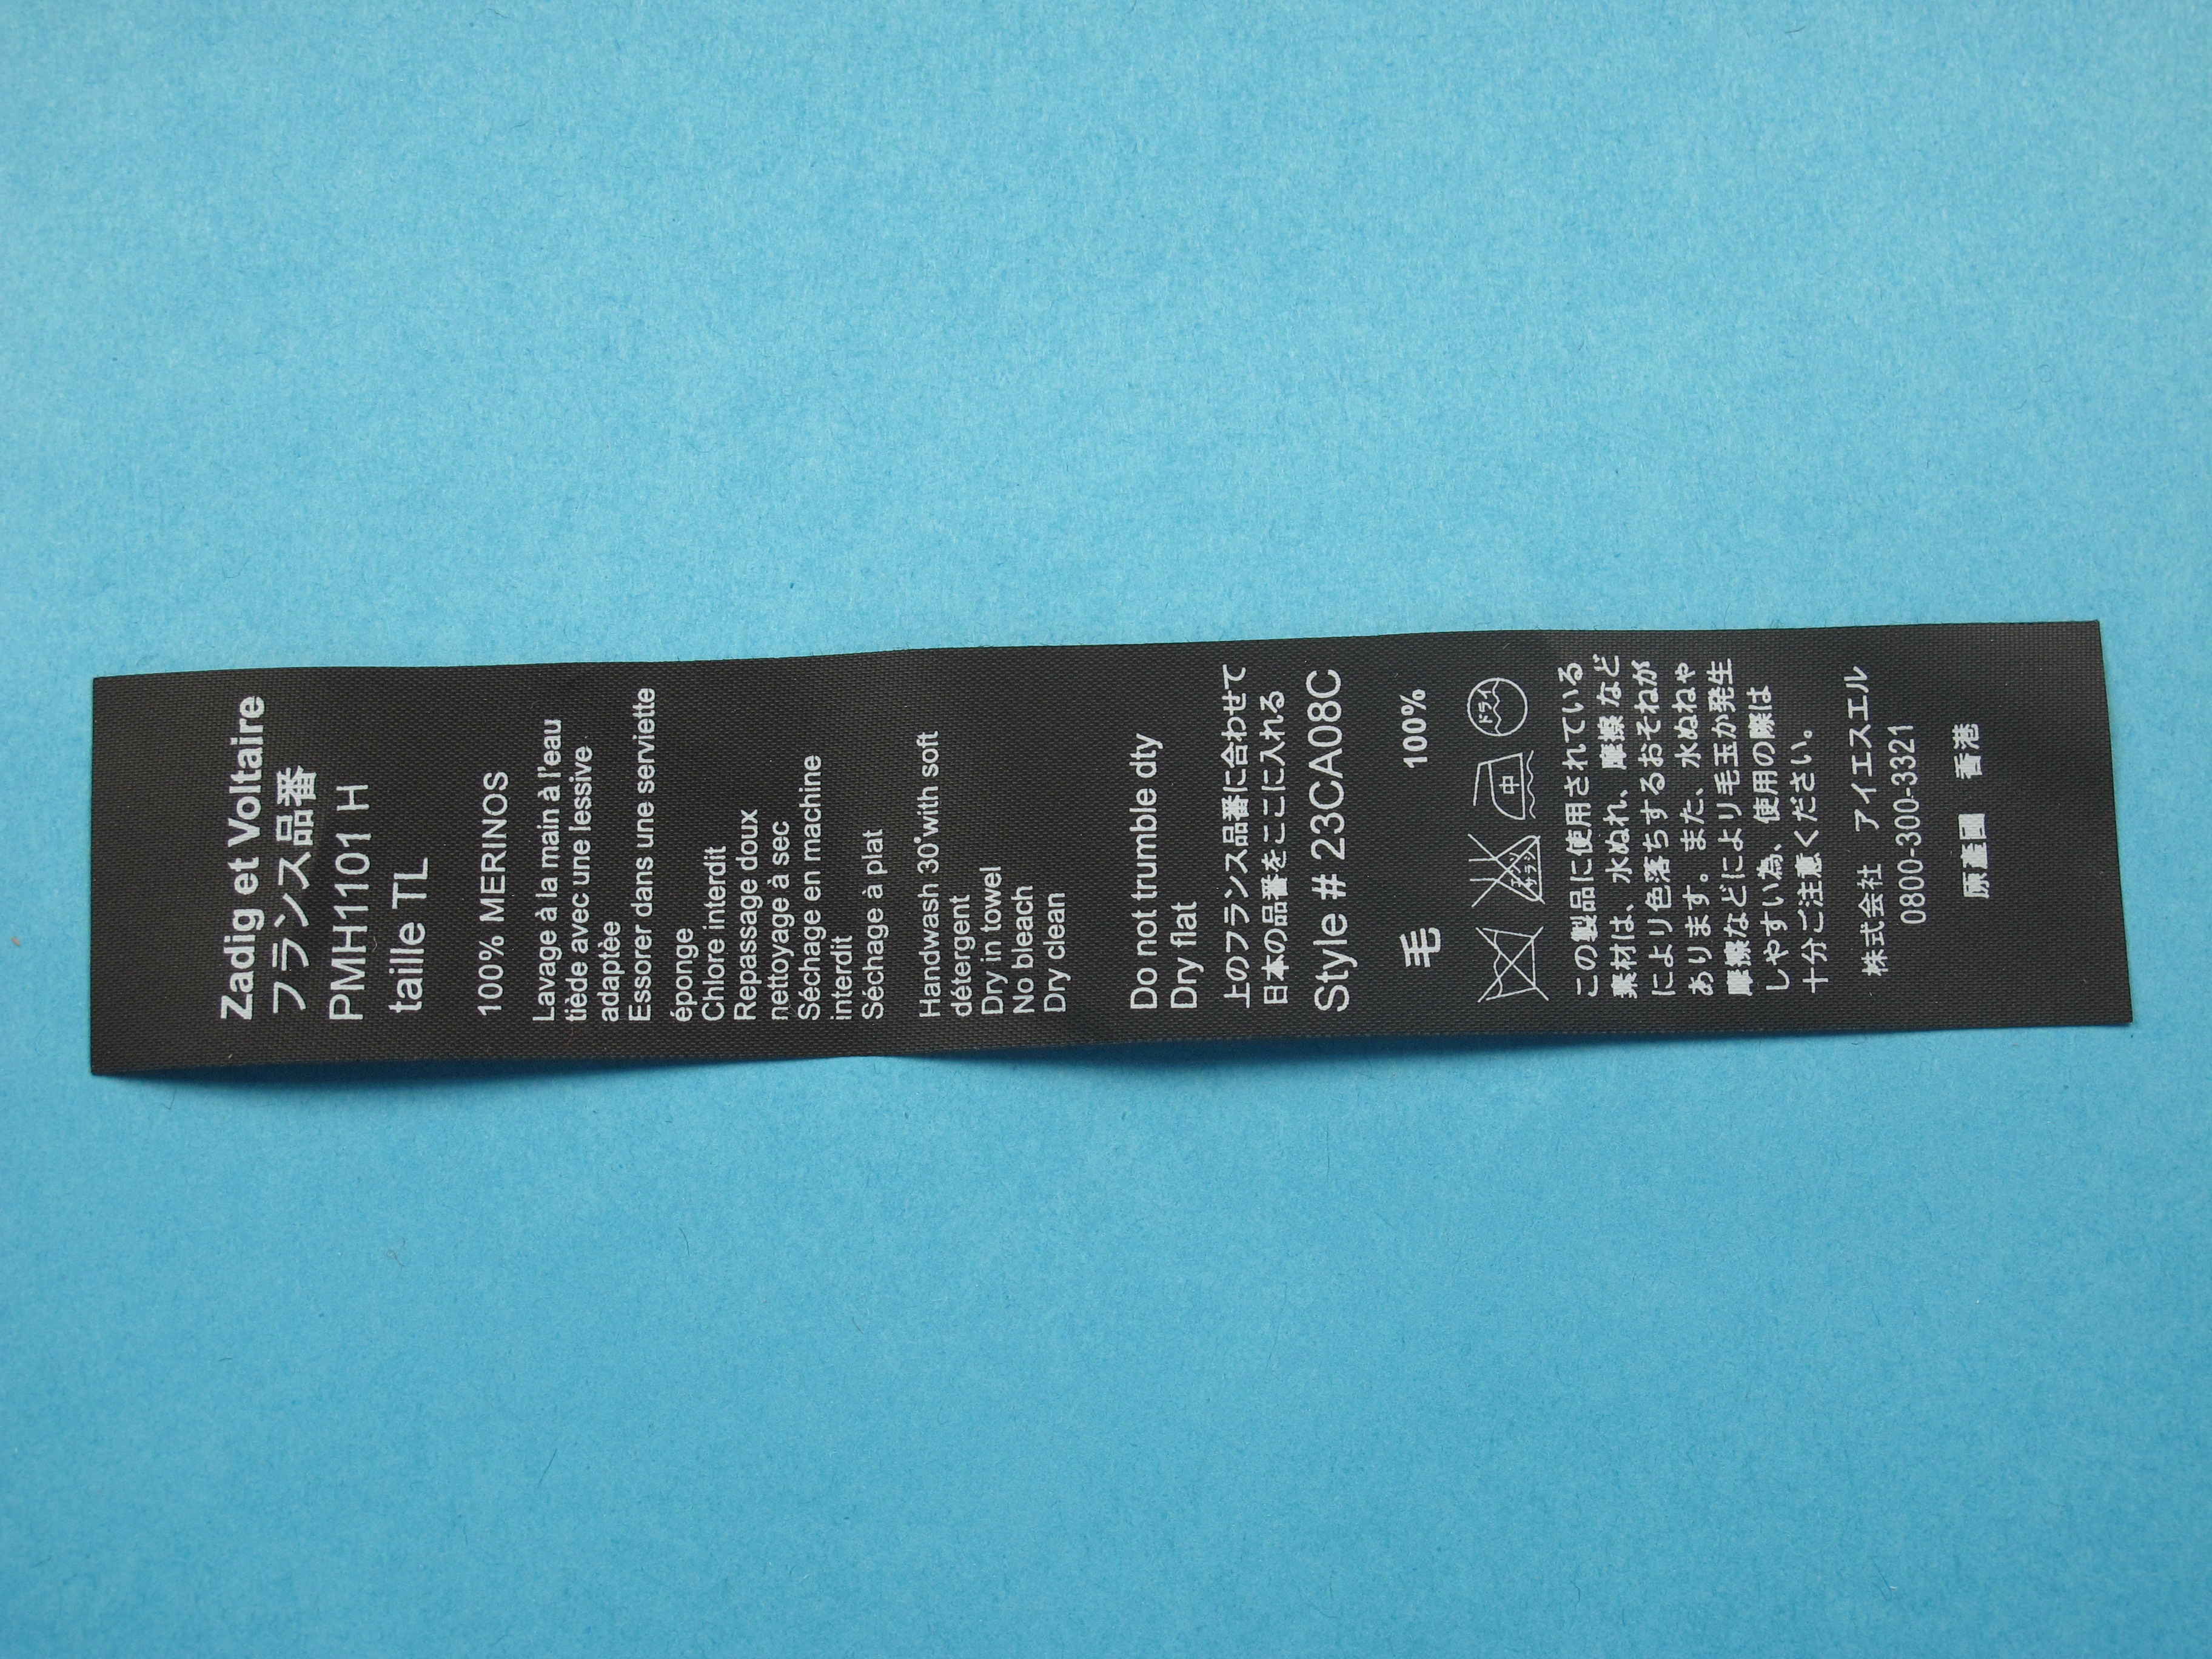 Zadig et Voltaire
フランス品番
PMH1101 H
taille TL
100% MERINOS
Lavage à la main à l'eau
tiède avec une lessive
adaptèe
Essorer dans une serviette
éponge
Chlore interdit
Repassage doux
nettoyage à sec
Séchage en machine
interdit
Séchage à plat
Handwash 30°with soft
détergent
Dry in towel
No bleach
Dry clean
Do not trumble dty
Dry flat
上のフランス品番に合わせて
日本の品番をここに入れる
Style # 23CA08C
毛 100%
エンソサラシ 中 ドライ
この製品に使用されている
素材は、水ぬれ、摩擦 など
により色落ちするおそれが
あります。また、水ぬれや
摩擦などにより毛玉が発生
しやすい為、使用の際は
十分ご注意ください。
株式会社 アイエスエル
0800-300-3321
原產國 香港